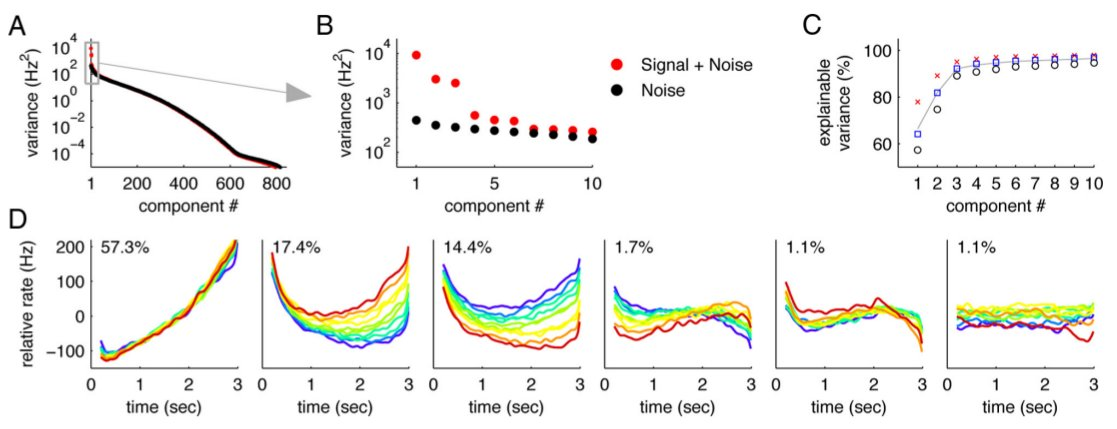 A
variance (Hz2)
10^4
10^2
10^0
10^-2
10^-4
1 200 400 600 800
component #
B
variance (Hz2)
10^4
10^3
10^2
1 5 10
component #
Signal + Noise
Noise
C
explainable
variance (%)
100
80
60
1 2 3 4 5 6 7 8 9 10
component #
D
relative rate (Hz)
200
100
0
−100
57.3%
0 1 2 3
time (sec)
17.4%
0 1 2 3
time (sec)
14.4%
0 1 2 3
time (sec)
1.7%
0 1 2 3
time (sec)
1.1%
0 1 2 3
time (sec)
1.1%
0 1 2 3
time (sec)